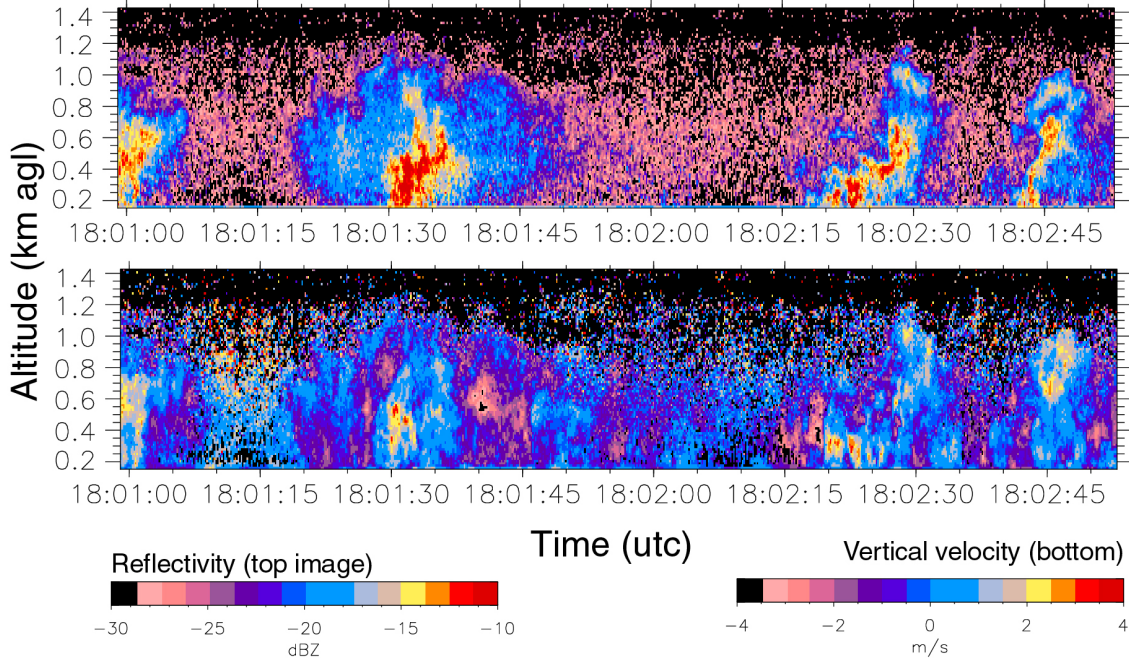 1.4
1.2
1.0
0.8
0.6
0.4
0.2
18:01:00 18:01:15 18:01:30 18:01:45 18:02:00 18:02:15 18:02:30 18:02:45
Altitude (km agl)
1.4
1.2
1.0
0.8
0.6
0.4
0.2
18:01:00 18:01:15 18:01:30 18:01:45 18:02:00 18:02:15 18:02:30 18:02:45
Time (utc)
Reflectivity (top image)
−30 −25 −20 −15 −10
dBZ
Vertical velocity (bottom)
−4 −2 0 2 4
m/s